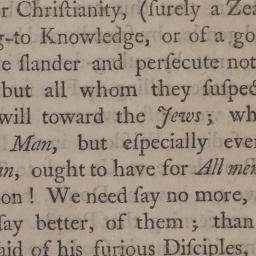 r Chriſtianity, (ſurely a Zea
g-to Knowledge, or of a go
e ſlander and perſecute not
but all whom they ſuſpec
will toward the Jews; wh
Man, but eſpecially eve
n, ought to have for All men
on! We need ſay no more,
ſay better, of them; than
aid of his furious Diſciples,